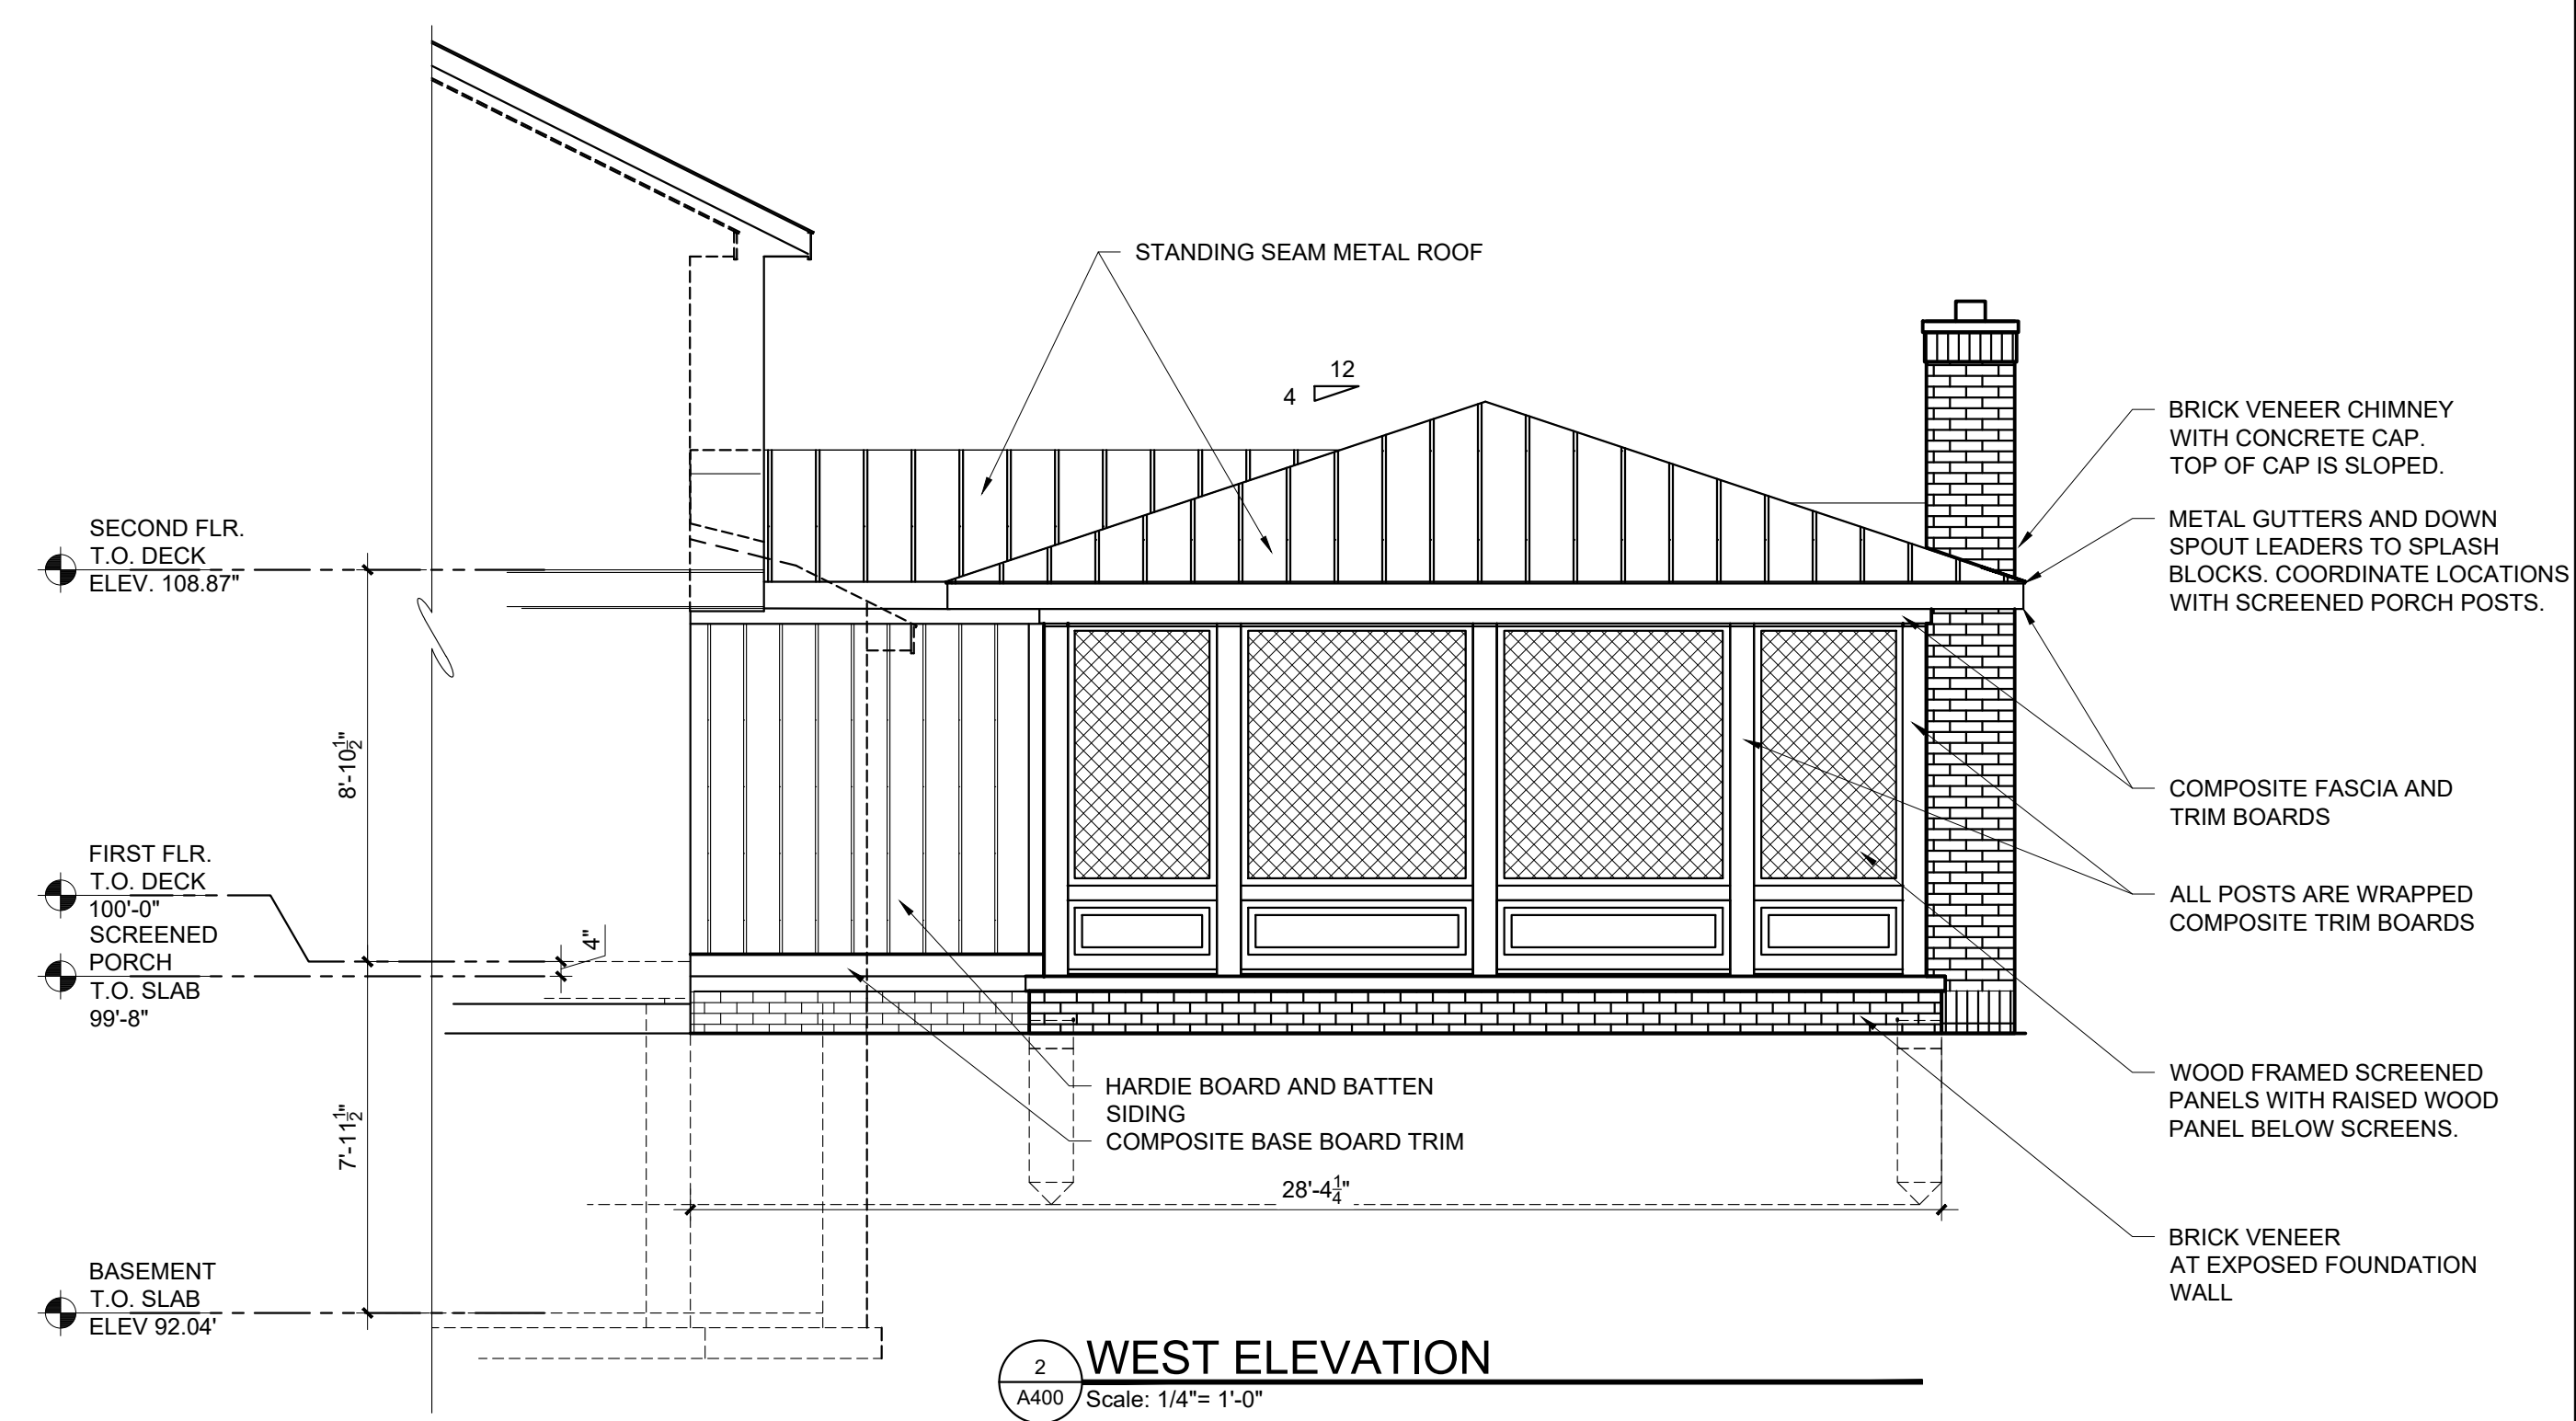 STANDING SEAM METAL ROOF
12
4
BRICK VENEER CHIMNEY
WITH CONCRETE CAP.
TOP OF CAP IS SLOPED.
METAL GUTTERS AND DOWN
SPOUT LEADERS TO SPLASH
BLOCKS. COORDINATE LOCATIONS
WITH SCREENED PORCH POSTS.
SECOND FLR.
T.O. DECK
ELEV. 108.87"
8'-10½"
COMPOSITE FASCIA AND
TRIM BOARDS
FIRST FLR.
T.O. DECK
100'-0"
SCREENED
PORCH
T.O. SLAB
99'-8"
4"
ALL POSTS ARE WRAPPED
COMPOSITE TRIM BOARDS
WOOD FRAMED SCREENED
PANELS WITH RAISED WOOD
PANEL BELOW SCREENS.
HARDIE BOARD AND BATTEN
SIDING
COMPOSITE BASE BOARD TRIM
7'-11½"
28'-4¼"
BRICK VENEER
AT EXPOSED FOUNDATION
WALL
BASEMENT
T.O. SLAB
ELEV 92.04'
2
A400
WEST ELEVATION
Scale: 1/4"= 1'-0"